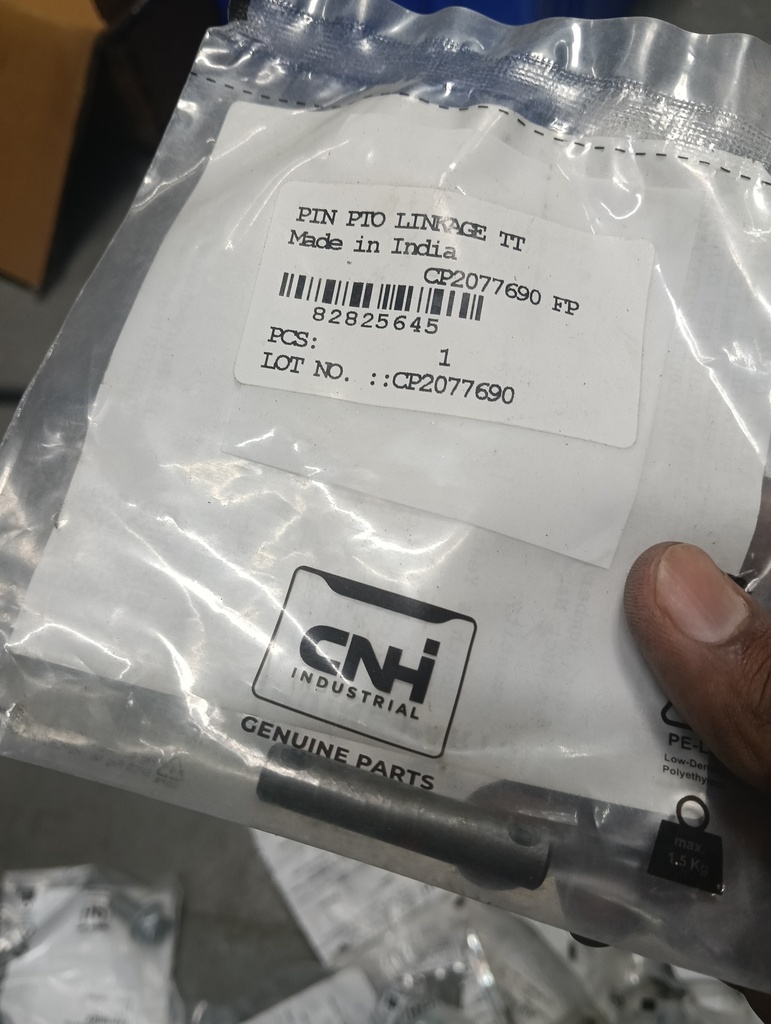 PIN PTO LINKAGE TT
Made in India
CP2077690 FP
82825645
PCS: 1
LOT NO. ::CP2077690
CNH
INDUSTRIAL
GENUINE PARTS
Low-Den
Polyethy
max.
1.5 Kg